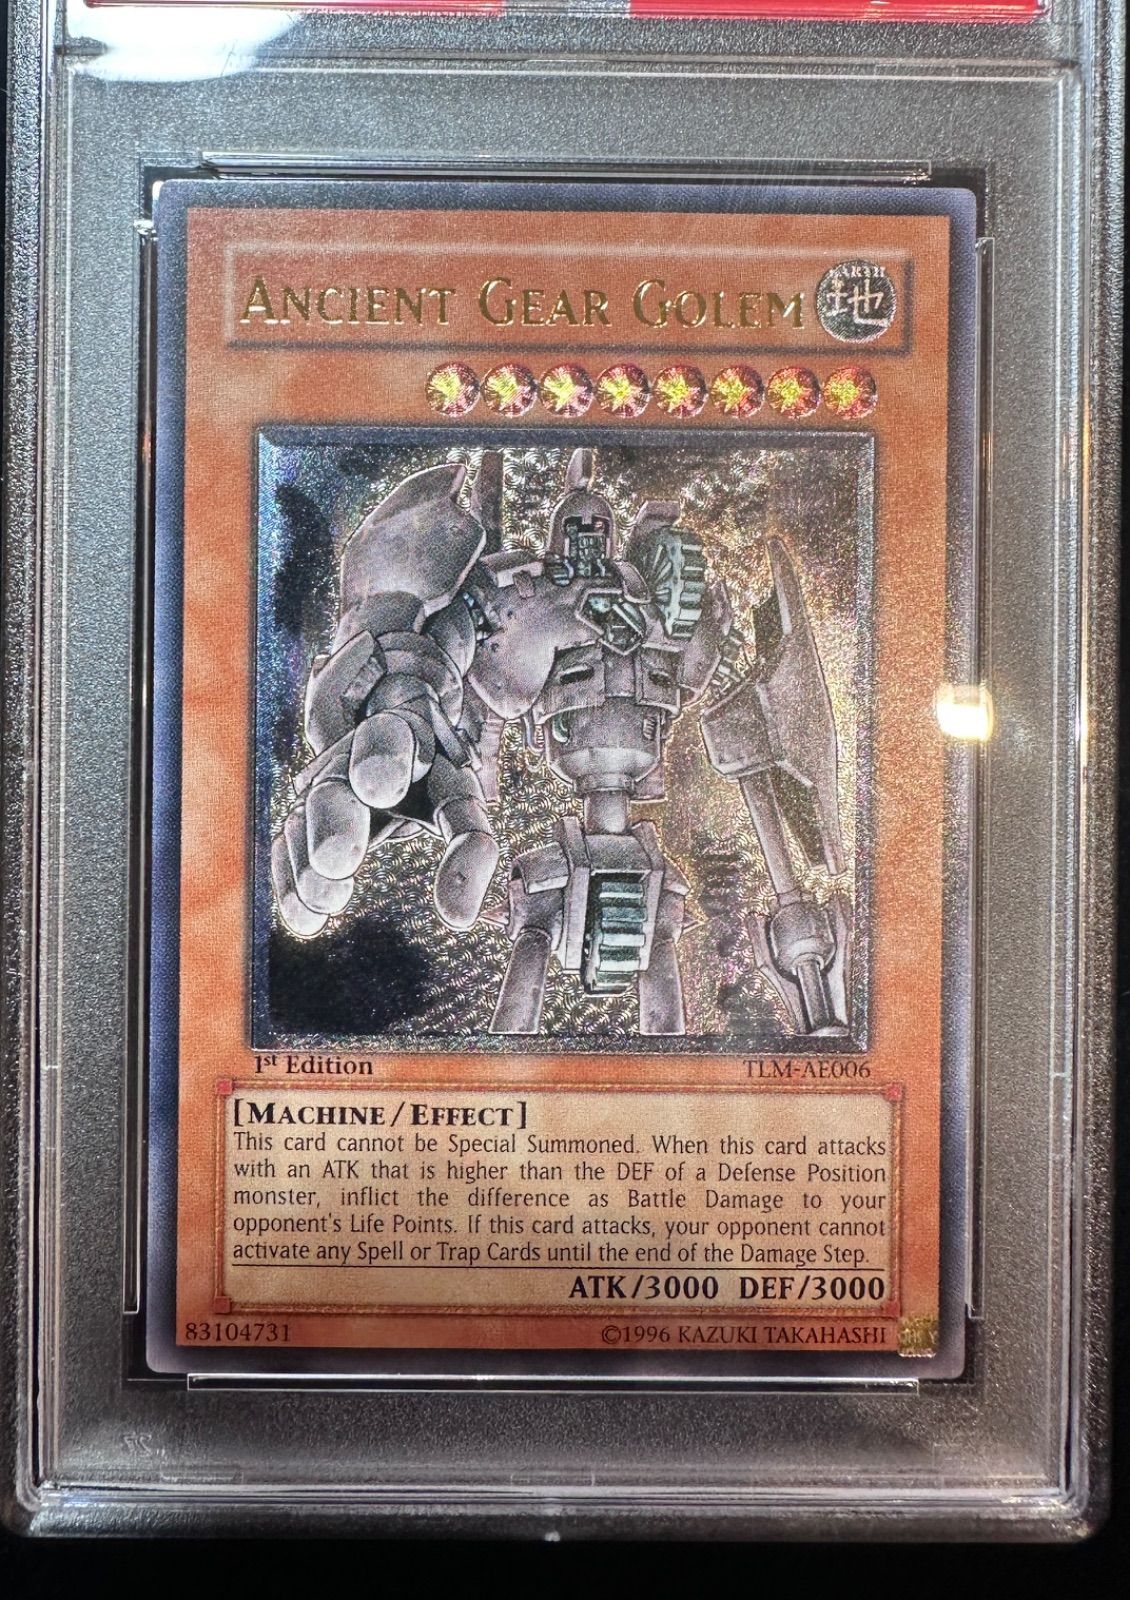 ANCIENT GEAR GOLEM
EARTH
地
1st Edition
TLM-AE006
[MACHINE/EFFECT]
This card cannot be Special Summoned. When this card attacks
with an ATK that is higher than the DEF of a Defense Position
monster, inflict the difference as Battle Damage to your
opponent's Life Points. If this card attacks, your opponent cannot
activate any Spell or Trap Cards until the end of the Damage Step.
ATK/3000 DEF/3000
83104731
©1996 KAZUKI TAKAHASHI